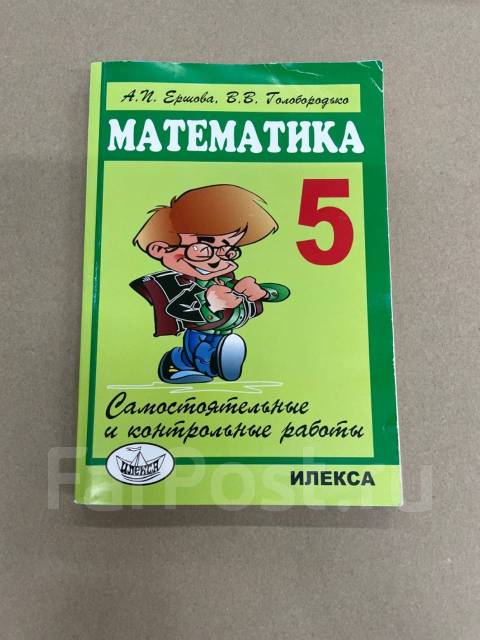 А.П. Ершова, В.В. Голобородько
МАТЕМАТИКА
5
Самостоятельные
и контрольные работы
ИЛЕКСА
ИЛЕКСА
FarPost.ru